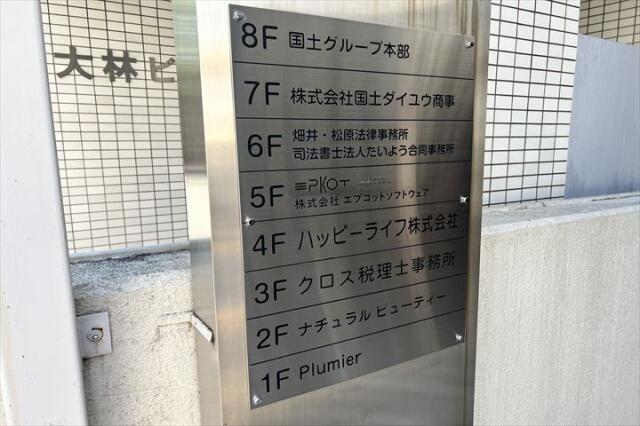 大林ビ
8F 国土グループ本部
7F 株式会社国土ダイユウ商事
6F 畑井・松原法律事務所
司法書士法人たいよう合同事務所
5F EPKOT
株式会社 エプコットソフトウェア
4F ハッピーライフ株式会社
3F クロス税理士事務所
2F ナチュラル ビューティー
1F Plumier